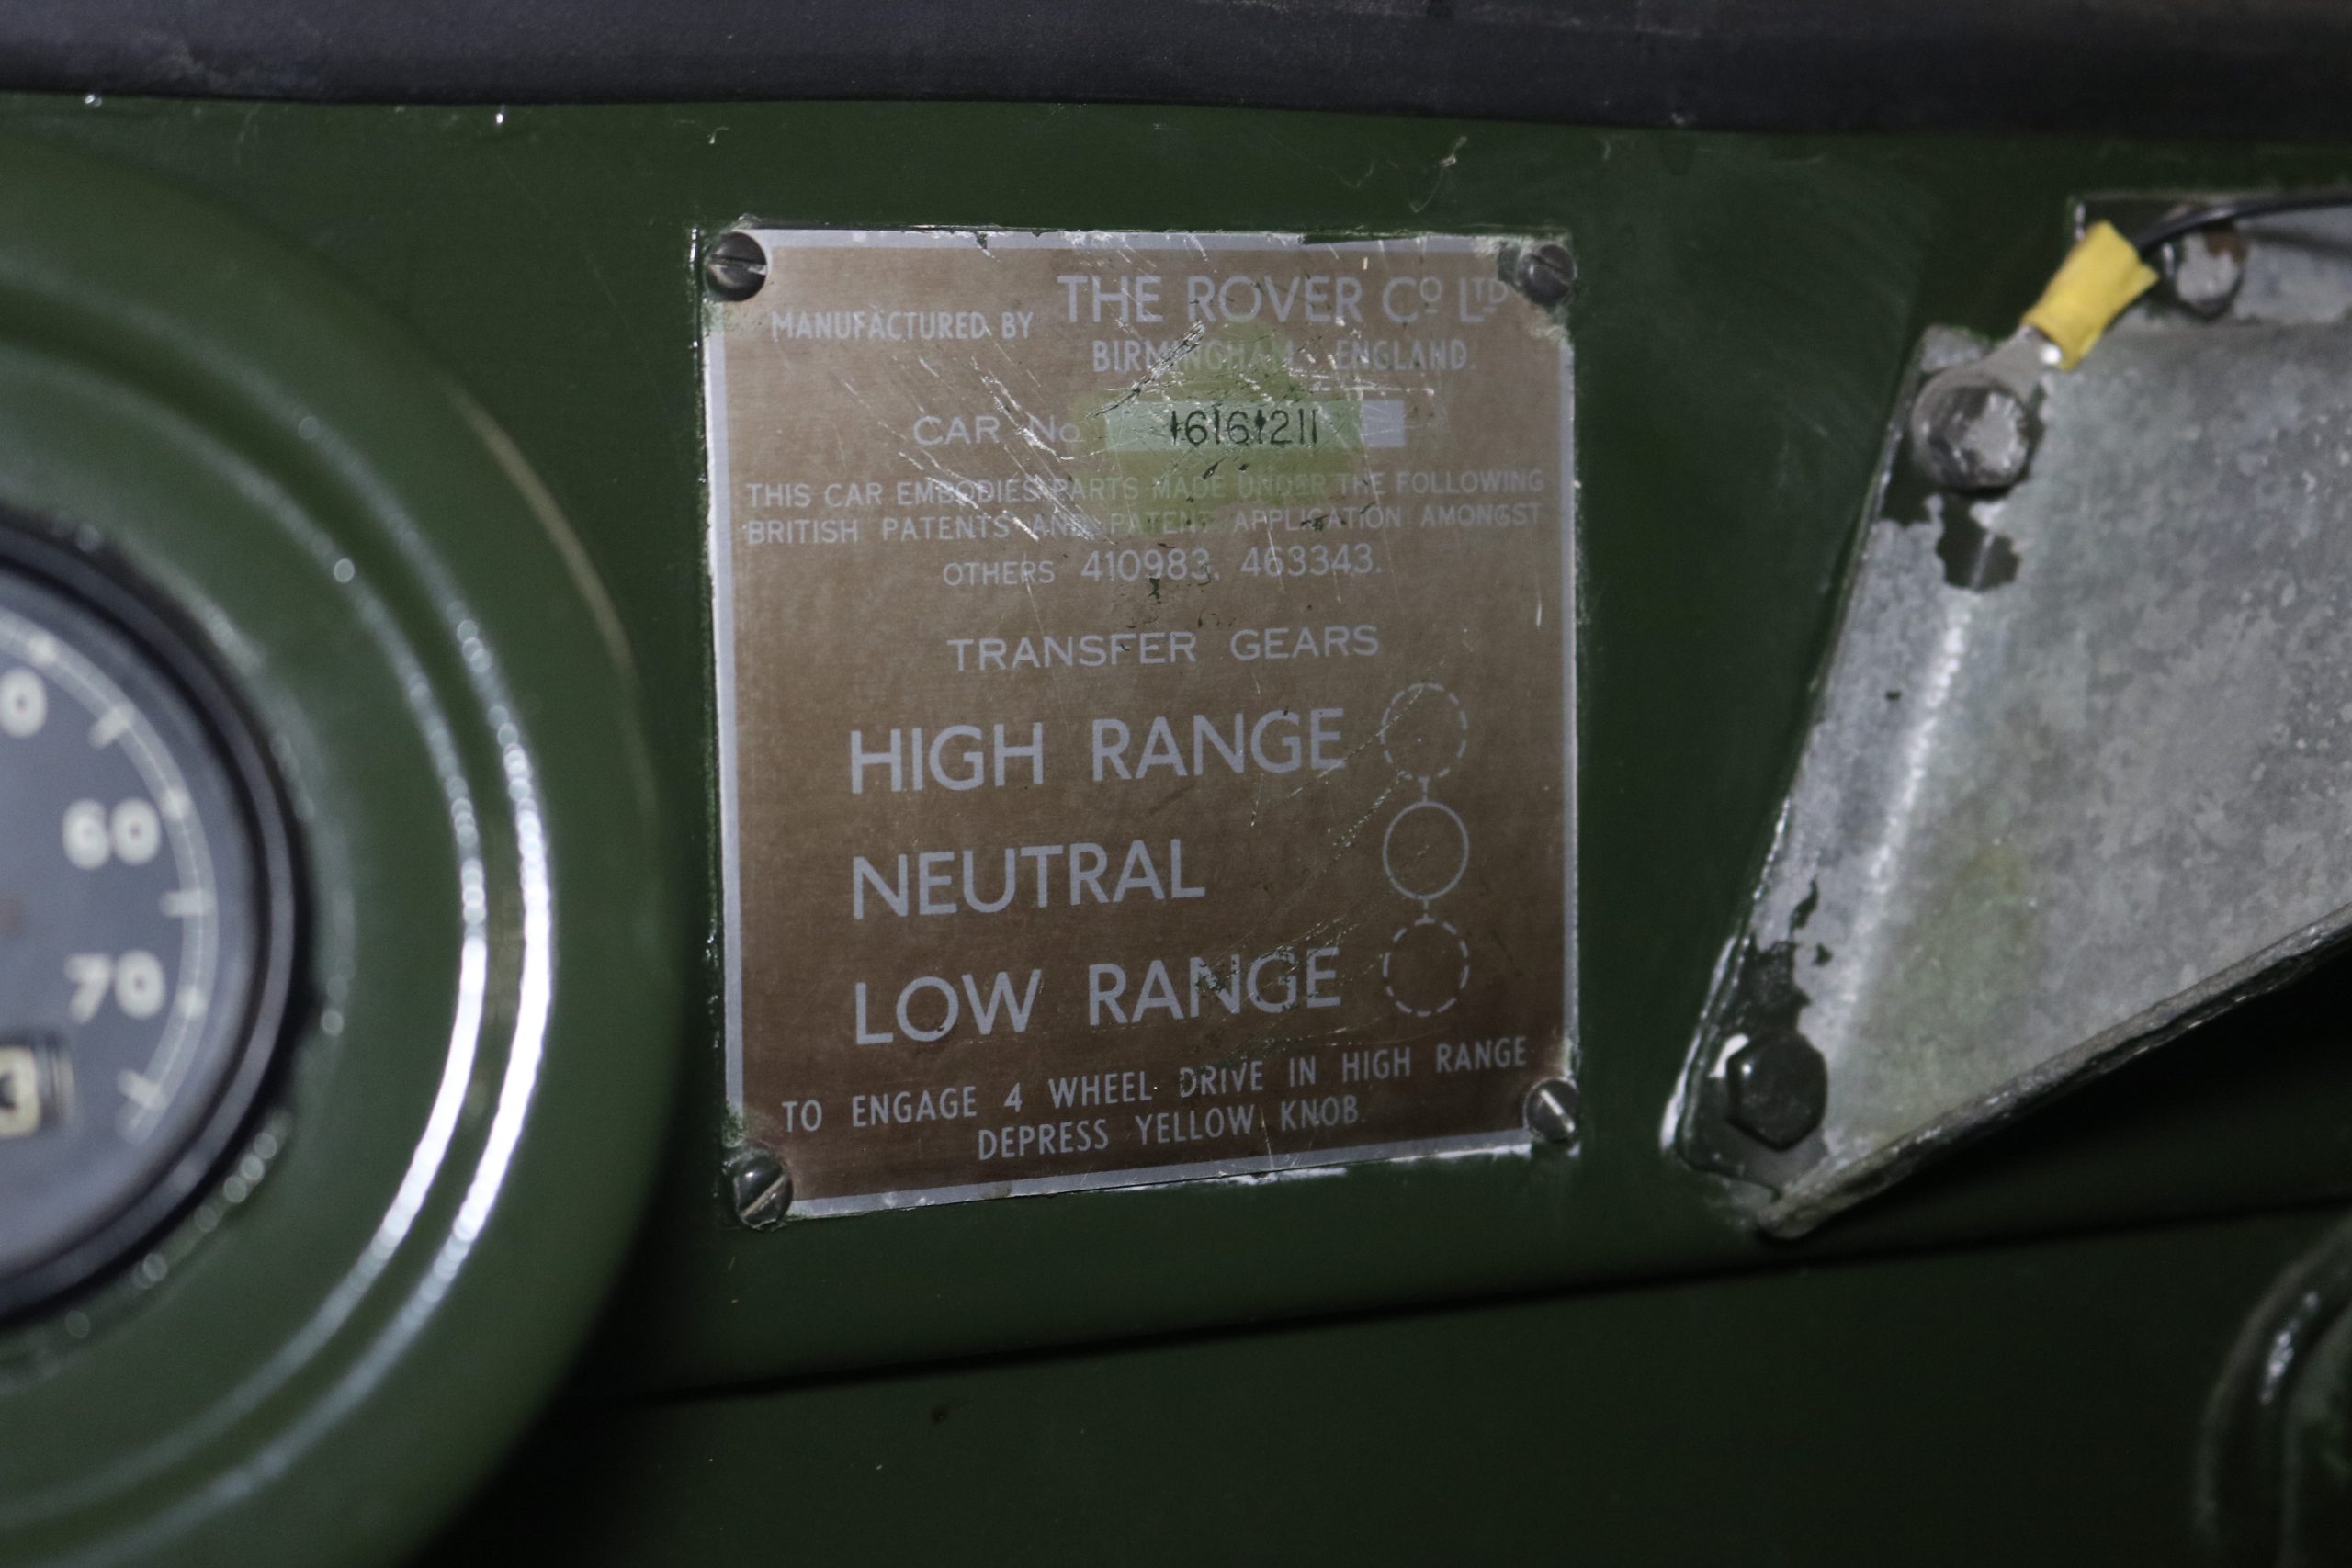 MANUFACTURED BY THE ROVER Cº LTD
BIRMINGHAM, ENGLAND.
CAR Nº 16161211
THIS CAR EMBODIES PARTS MADE UNDER THE FOLLOWING
BRITISH PATENTS AND PATENT APPLICATION AMONGST
OTHERS 410983. 463343.
TRANSFER GEARS
HIGH RANGE
NEUTRAL
LOW RANGE
TO ENGAGE 4 WHEEL DRIVE IN HIGH RANGE
DEPRESS YELLOW KNOB.
60
70